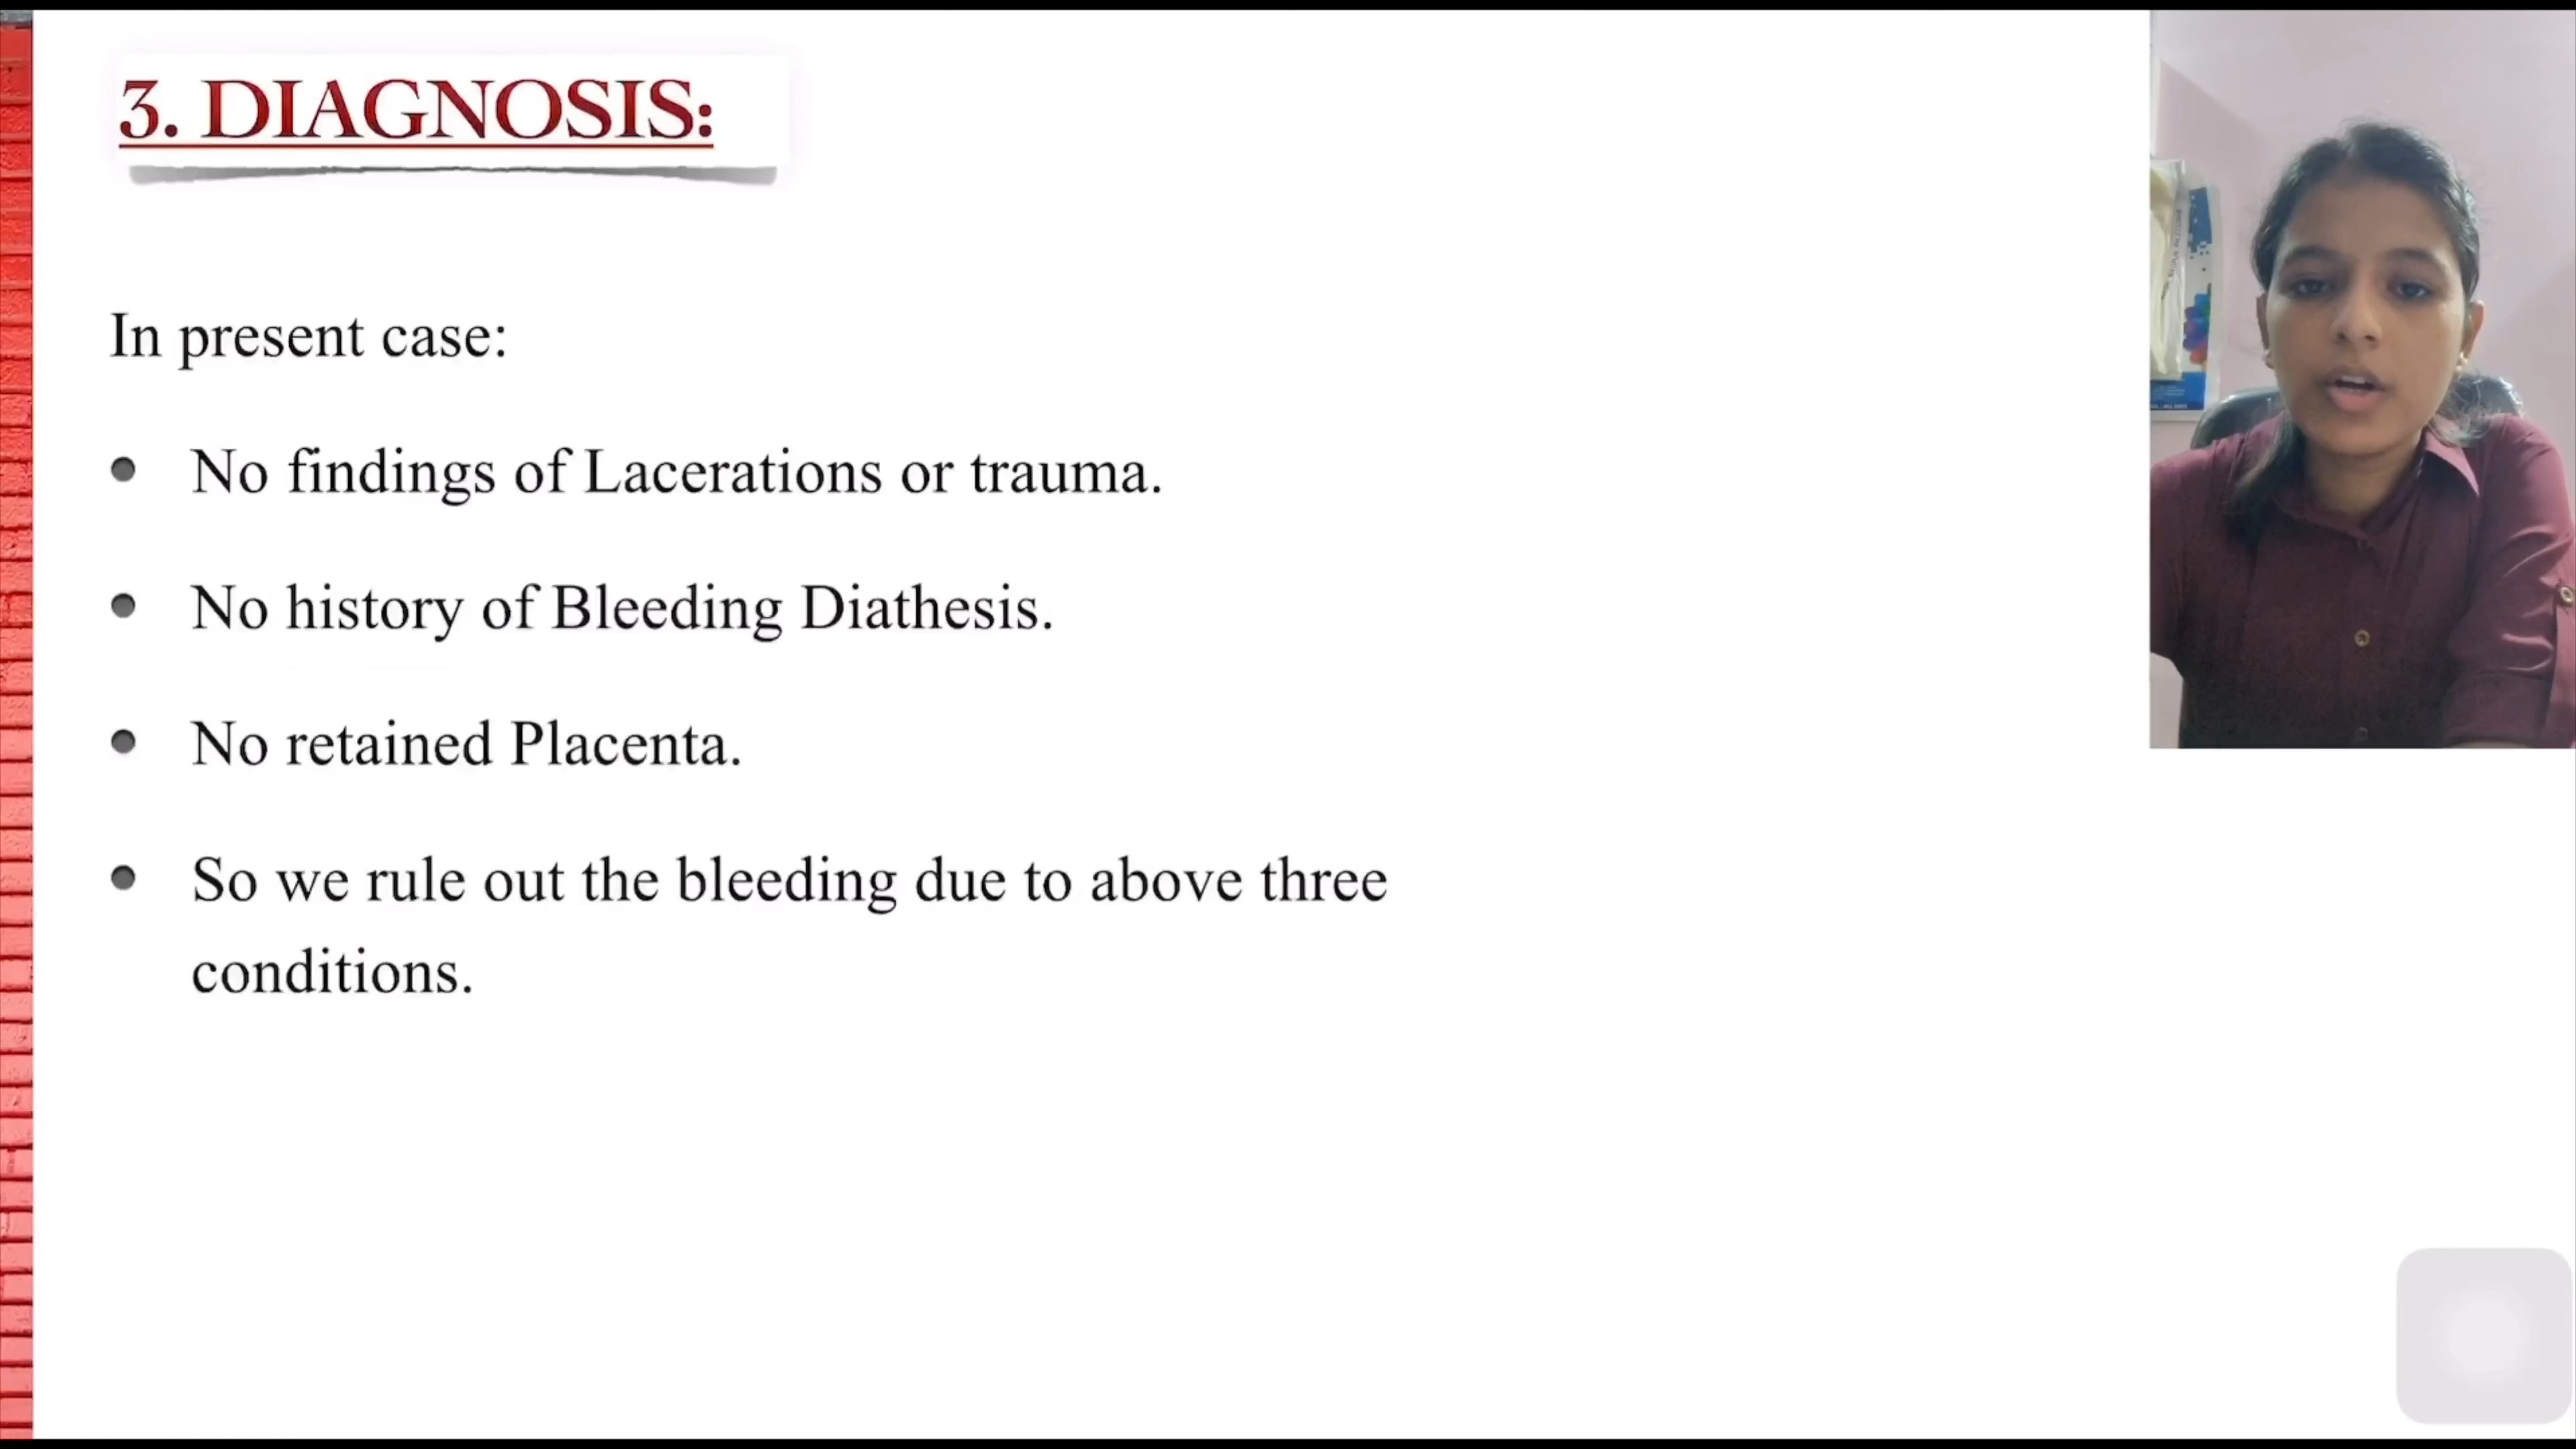 3. DIAGNOSIS:
In present case:
No findings of Lacerations or trauma.
No history of Bleeding Diathesis.
No retained Placenta.
So we rule out the bleeding due to above three
conditions.